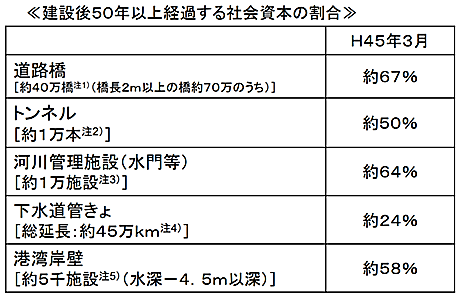 ≪建設後50年以上経過する社会資本の割合≫
H45年3月
道路橋
[約40万橋注1)(橋長2m以上の橋約70万のうち)]
約67%
トンネル
[約1万本注2)]
約50%
河川管理施設(水門等)
[約1万施設注3)]
約64%
下水道管きょ
[総延長:約45万km注4)]
約24%
港湾岸壁
[約5千施設注5)(水深-4.5m以深)]
約58%